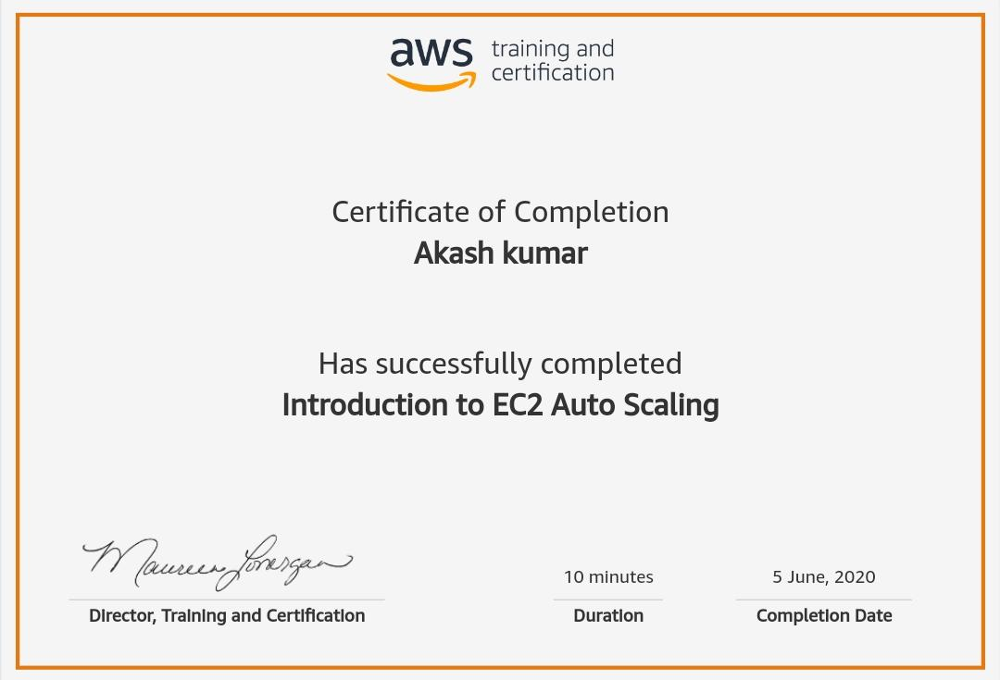 aws training and
certification
Certificate of Completion
Akash kumar
Has successfully completed
Introduction to EC2 Auto Scaling
Maureen Lonergan
10 minutes
5 June, 2020
Director, Training and Certification
Duration
Completion Date